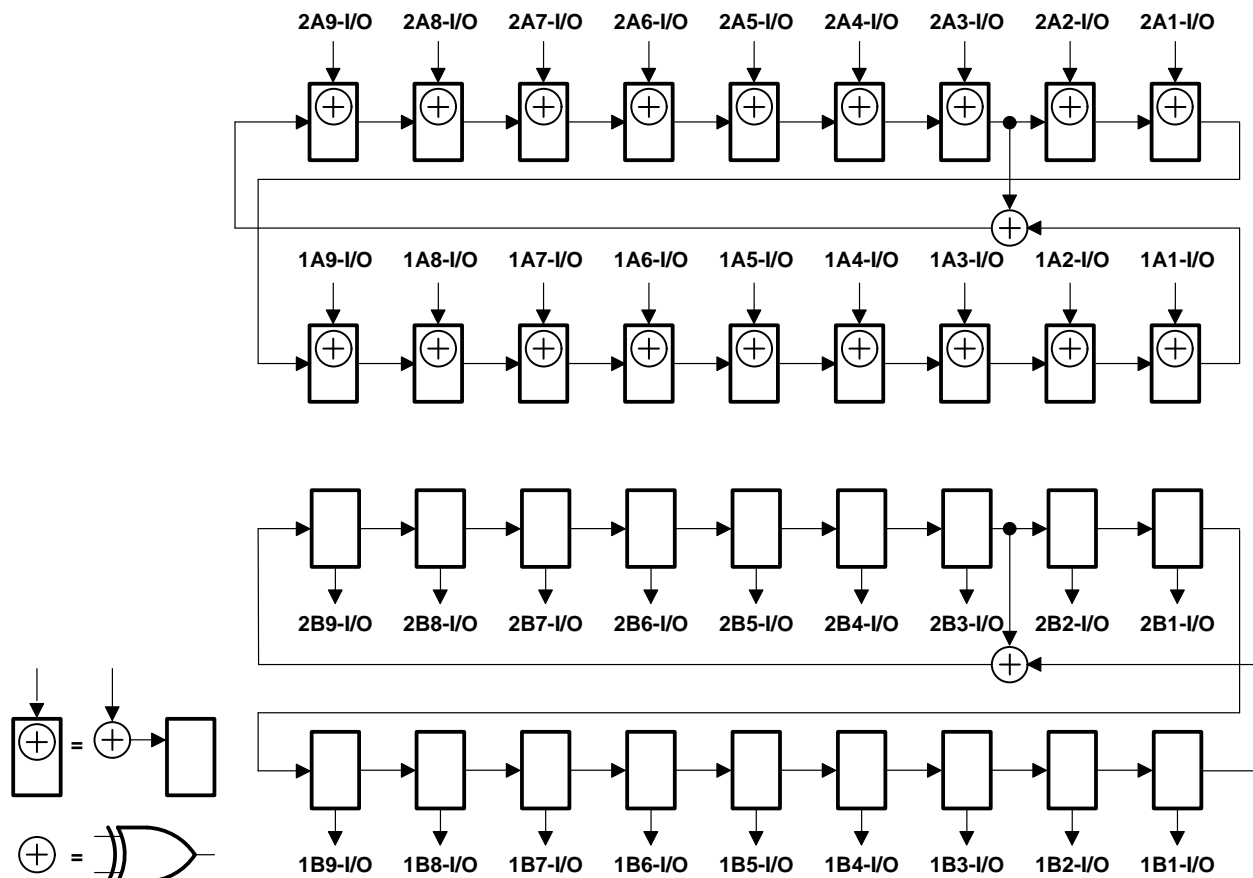 2A9-I/O 2A8-I/O 2A7-I/O 2A6-I/O 2A5-I/O 2A4-I/O 2A3-I/O 2A2-I/O 2A1-I/O
1A9-I/O 1A8-I/O 1A7-I/O 1A6-I/O 1A5-I/O 1A4-I/O 1A3-I/O 1A2-I/O 1A1-I/O
2B9-I/O 2B8-I/O 2B7-I/O 2B6-I/O 2B5-I/O 2B4-I/O 2B3-I/O 2B2-I/O 2B1-I/O
=
=
1B9-I/O 1B8-I/O 1B7-I/O 1B6-I/O 1B5-I/O 1B4-I/O 1B3-I/O 1B2-I/O 1B1-I/O